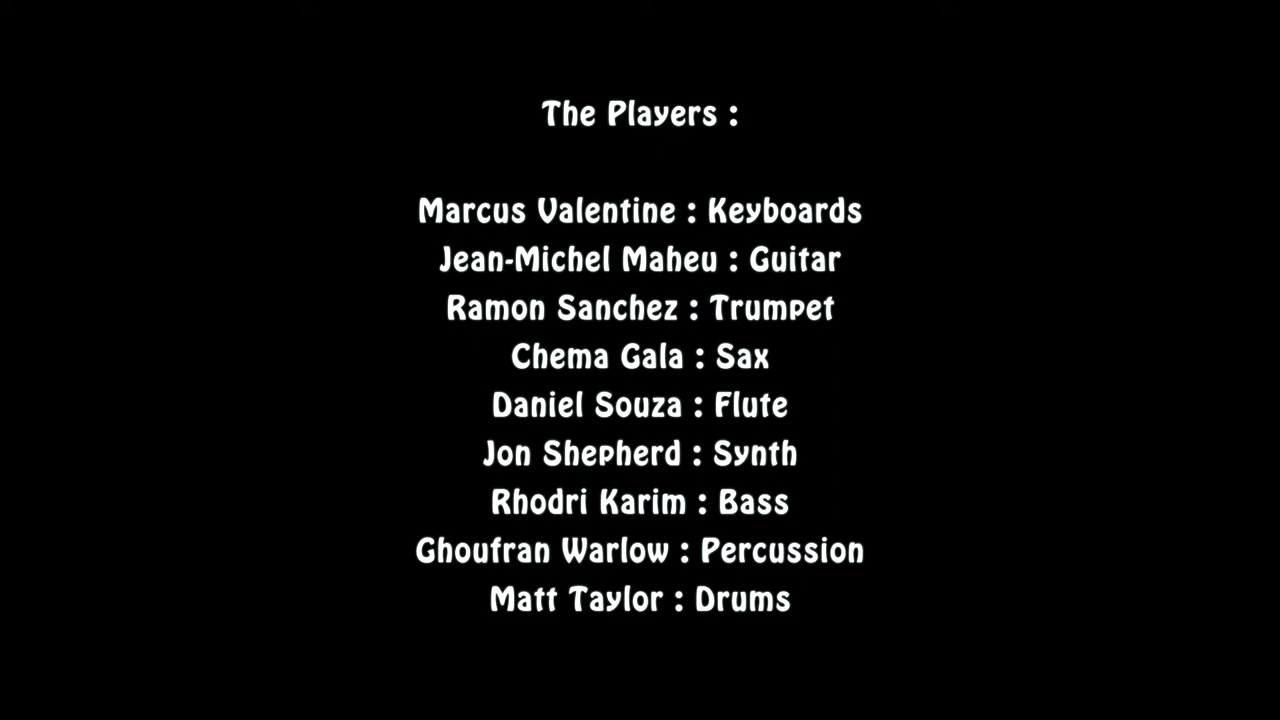 The Players :
Marcus Valentine : Keyboards
Jean-Michel Maheu : Guitar
Ramon Sanchez : Trumpet
Chema Gala : Sax
Daniel Souza : Flute
Jon Shepherd : Synth
Rhodri Karim : Bass
Ghoufran Warlow : Percussion
Matt Taylor : Drums